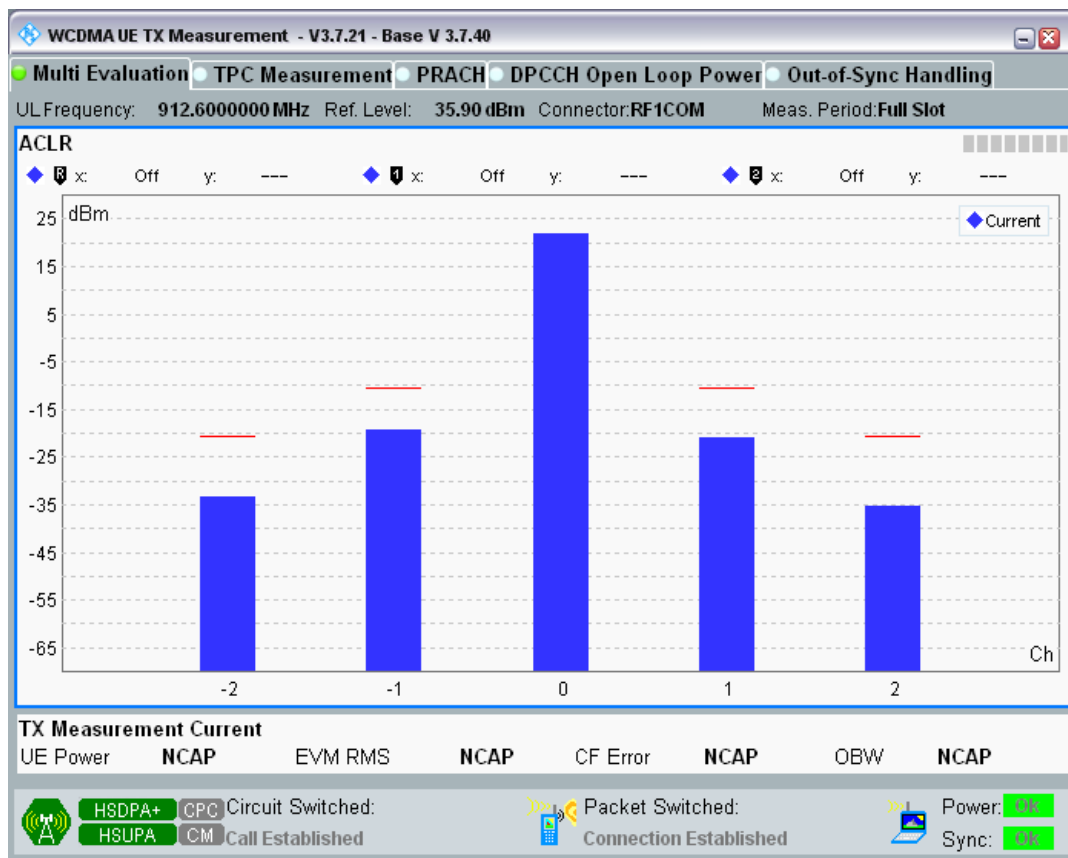 WCDMA UE TX Measurement - V3.7.21 - Base V 3.7.40
Multi Evaluation TPC Measurement PRACH DPCCH Open Loop Power Out-of-Sync Handling
UL Frequency: 912.6000000 MHz Ref. Level: 35.90 dBm Connector:RF1COM Meas. Period:Full Slot
ACLR
R x: Off y: --- 1 x: Off y: --- 2 x: Off y: ---
dBm
Current
25
15
5
-5
-15
-25
-35
-45
-55
-65
Ch
-2 -1 0 1 2
TX Measurement Current
UE Power NCAP EVM RMS NCAP CF Error NCAP OBW NCAP
HSDPA+ CPC Circuit Switched: Packet Switched: Power: OK
HSUPA CM Call Established Connection Established Sync: OK